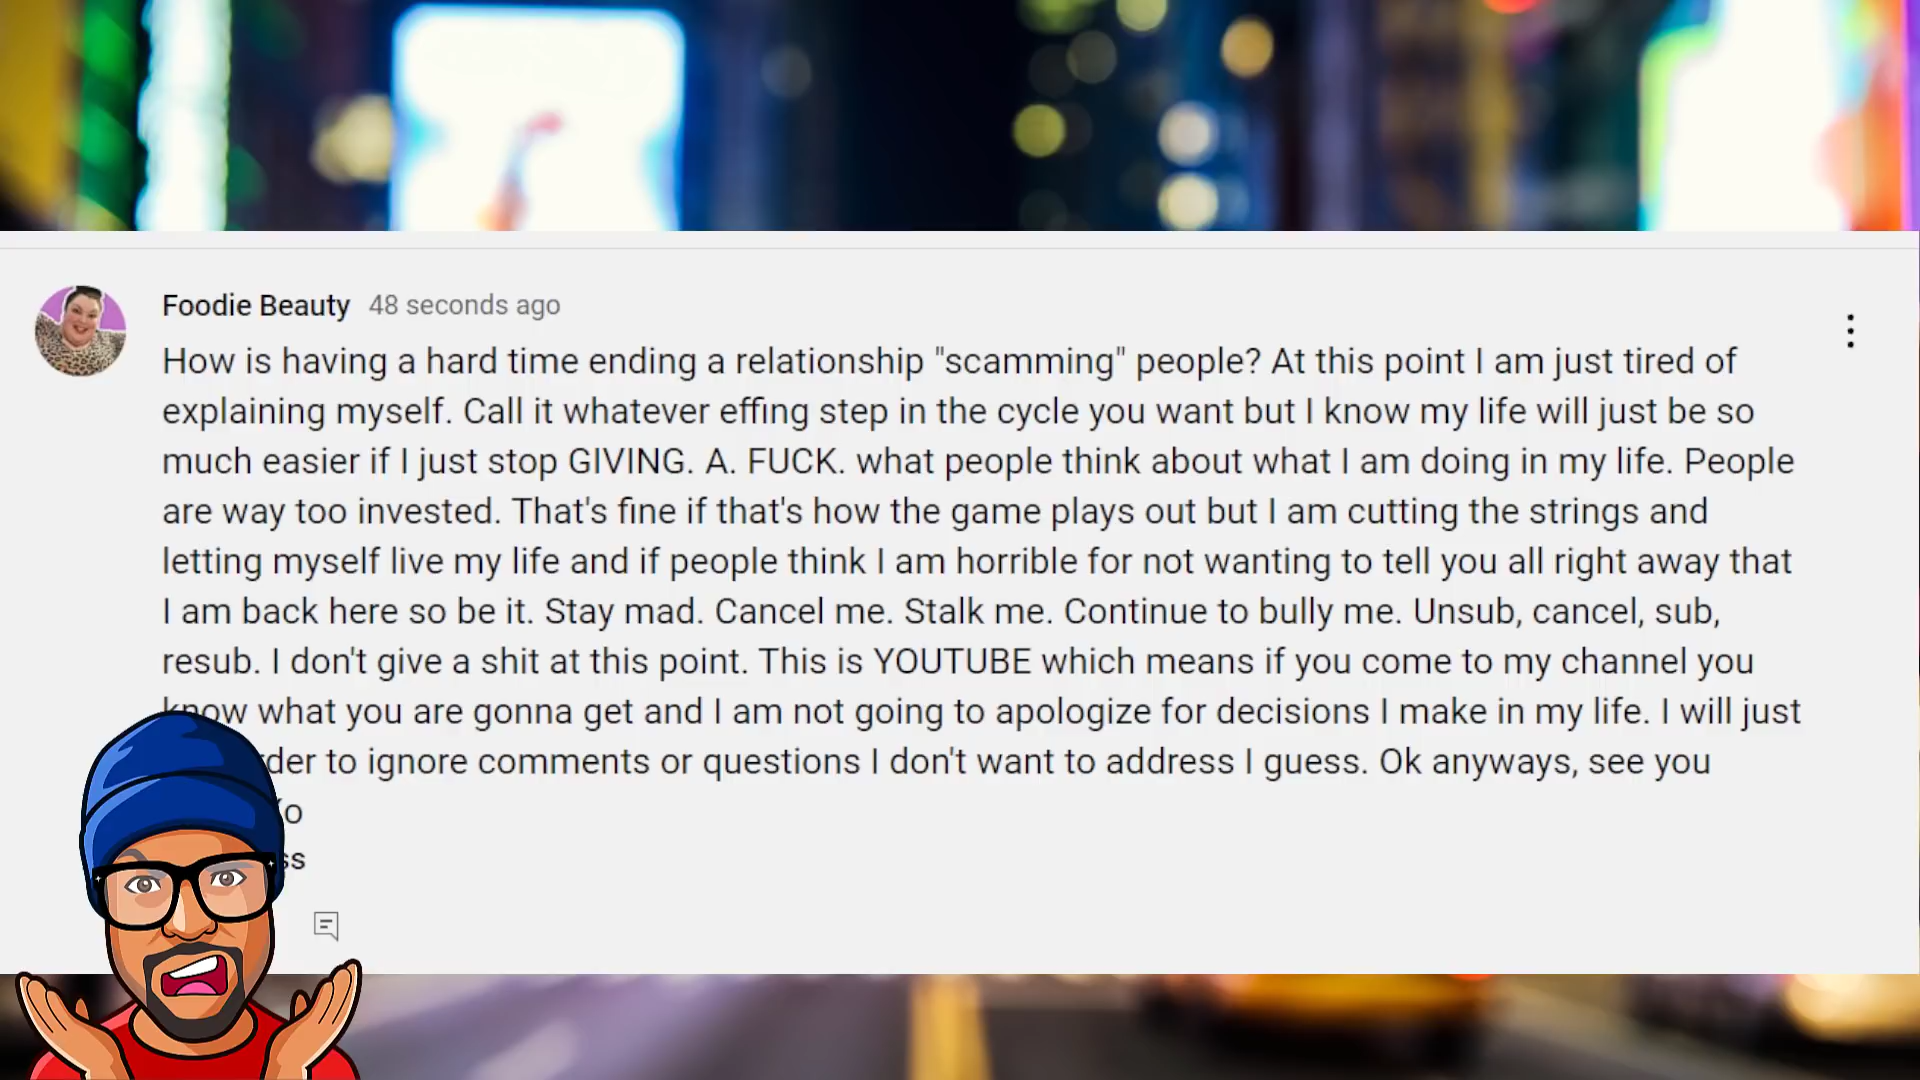 Foodie Beauty 48 seconds ago
How is having a hard time ending a relationship "scamming" people? At this point I am just tired of
explaining myself. Call it whatever effing step in the cycle you want but I know my life will just be so
much easier if I just stop GIVING. A. FUCK. what people think about what I am doing in my life. People
are way too invested. That's fine if that's how the game plays out but I am cutting the strings and
letting myself live my life and if people think I am horrible for not wanting to tell you all right away that
I am back here so be it. Stay mad. Cancel me. Stalk me. Continue to bully me. Unsub, cancel, sub,
resub. I don't give a shit at this point. This is YOUTUBE which means if you come to my channel you
know what you are gonna get and I am not going to apologize for decisions I make in my life. I will just
to ignore comments or questions I don't want to address I guess. Ok anyways, see you